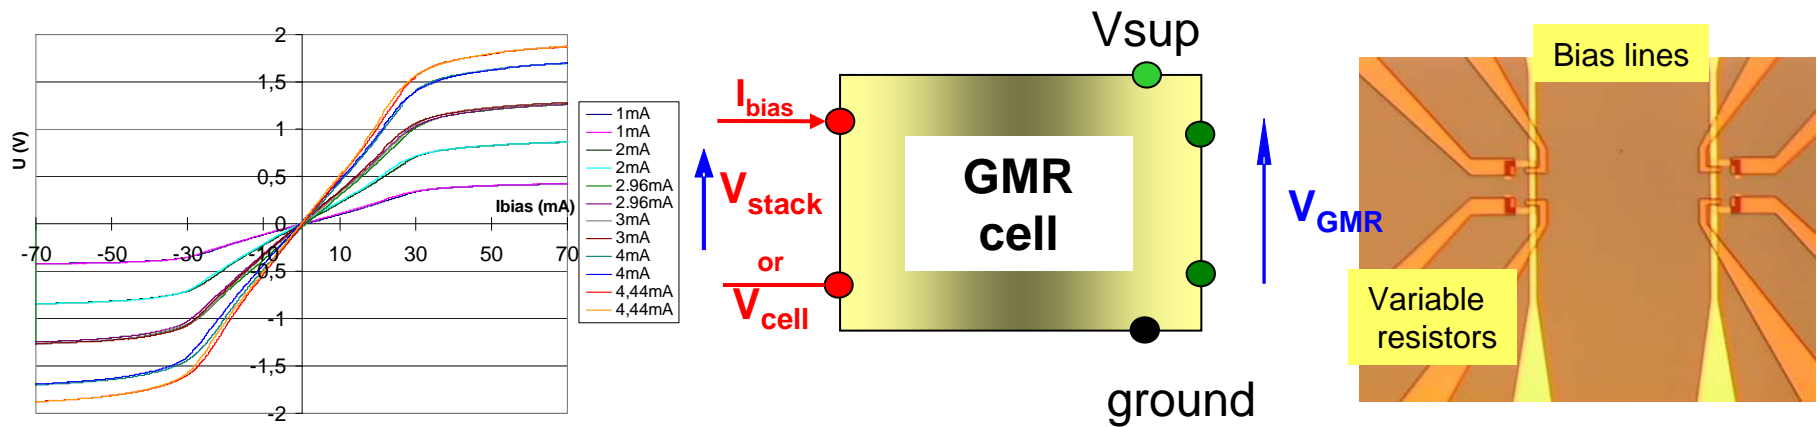 2
1,5
1
0,5
0
-0,5
-1
-1,5
-2
U (V)
Ibias (mA)
-70
-50
-30
-10
10
30
50
70
1mA
1mA
2mA
2mA
2.96mA
2.96mA
3mA
3mA
4mA
4mA
4,44mA
4,44mA
Ibias
Vstack
or
Vcell
Vsup
GMR
cell
VGMR
ground
Bias lines
Variable
resistors